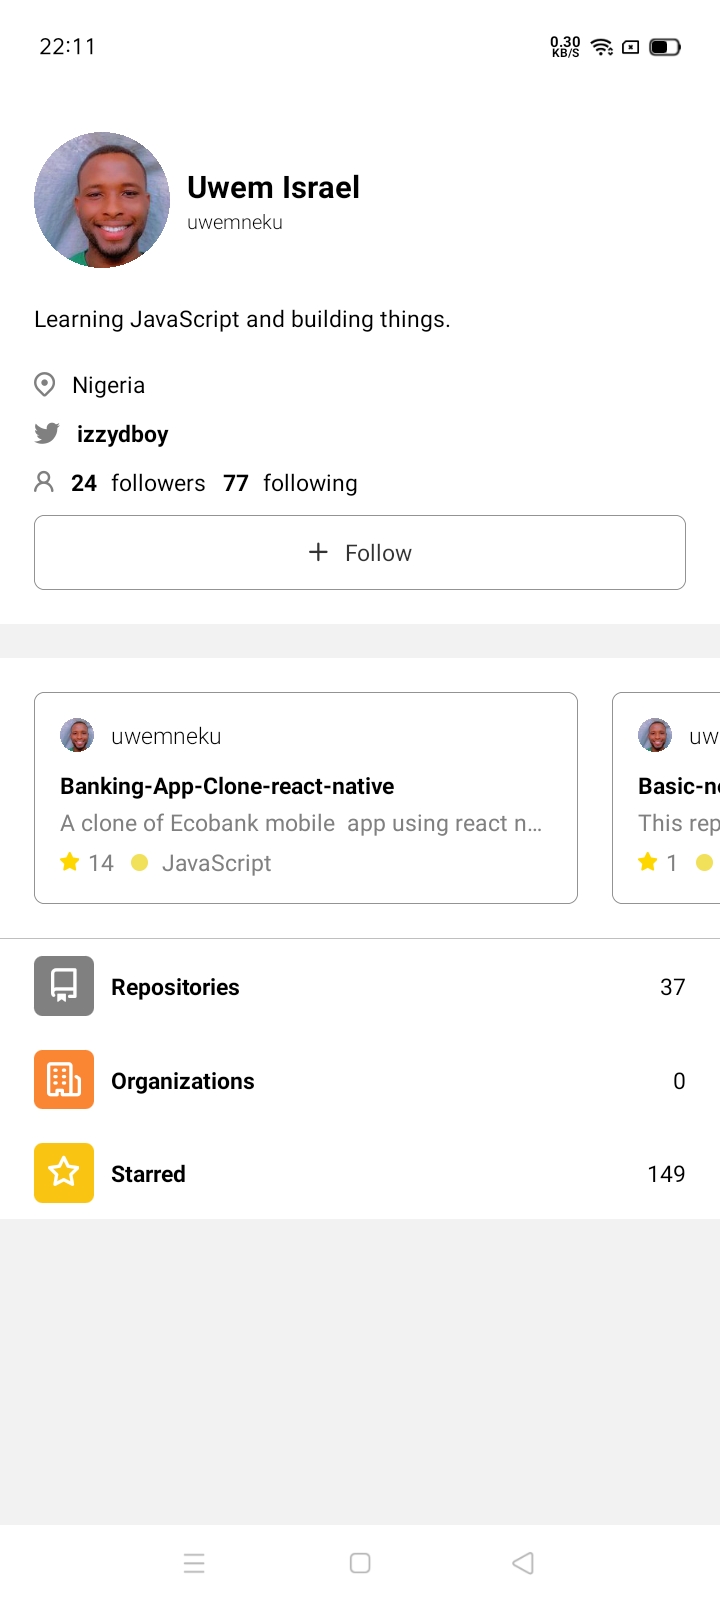 22:11
0.30
KB/S
Uwem Israel
uwemneku
Learning JavaScript and building things.
Nigeria
izzydboy
24 followers 77 following
+ Follow
uwemneku
Banking-App-Clone-react-native
A clone of Ecobank mobile  app using react n...
14 JavaScript
uw
Basic-n
This rep
1
Repositories 37
Organizations 0
Starred 149